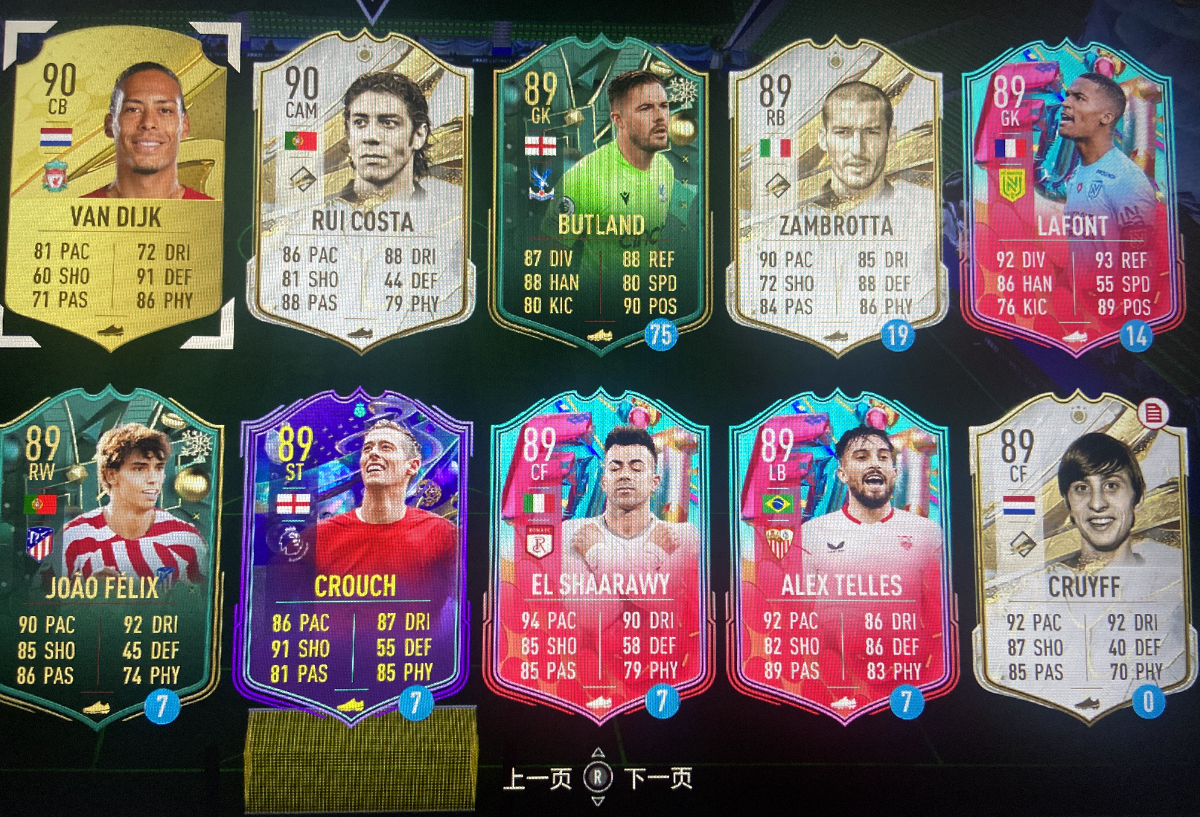 90
CB
VAN DIJK
81 PAC 72 DRI
60 SHO 91 DEF
71 PAS 86 PHY
90
CAM
RUI COSTA
86 PAC 88 DRI
81 SHO 44 DEF
88 PAS 79 PHY
89
GK
BUTLAND
87 DIV 88 REF
88 HAN 80 SPD
80 KIC 90 POS
75
89
RB
ZAMBROTTA
90 PAC 85 DRI
72 SHO 88 DEF
84 PAS 86 PHY
19
89
GK
LAFONT
92 DIV 93 REF
86 HAN 55 SPD
76 KIC 89 POS
14
89
RW
JOÃO FÉLIX
90 PAC 92 DRI
85 SHO 45 DEF
86 PAS 74 PHY
7
89
ST
CROUCH
86 PAC 87 DRI
91 SHO 55 DEF
81 PAS 85 PHY
7
89
CF
EL SHAARAWY
94 PAC 90 DRI
85 SHO 58 DEF
85 PAS 79 PHY
7
89
LB
ALEX TELLES
92 PAC 86 DRI
82 SHO 86 DEF
89 PAS 83 PHY
7
89
CF
CRUYFF
92 PAC 92 DRI
87 SHO 40 DEF
85 PAS 70 PHY
0
上一页 R 下一页